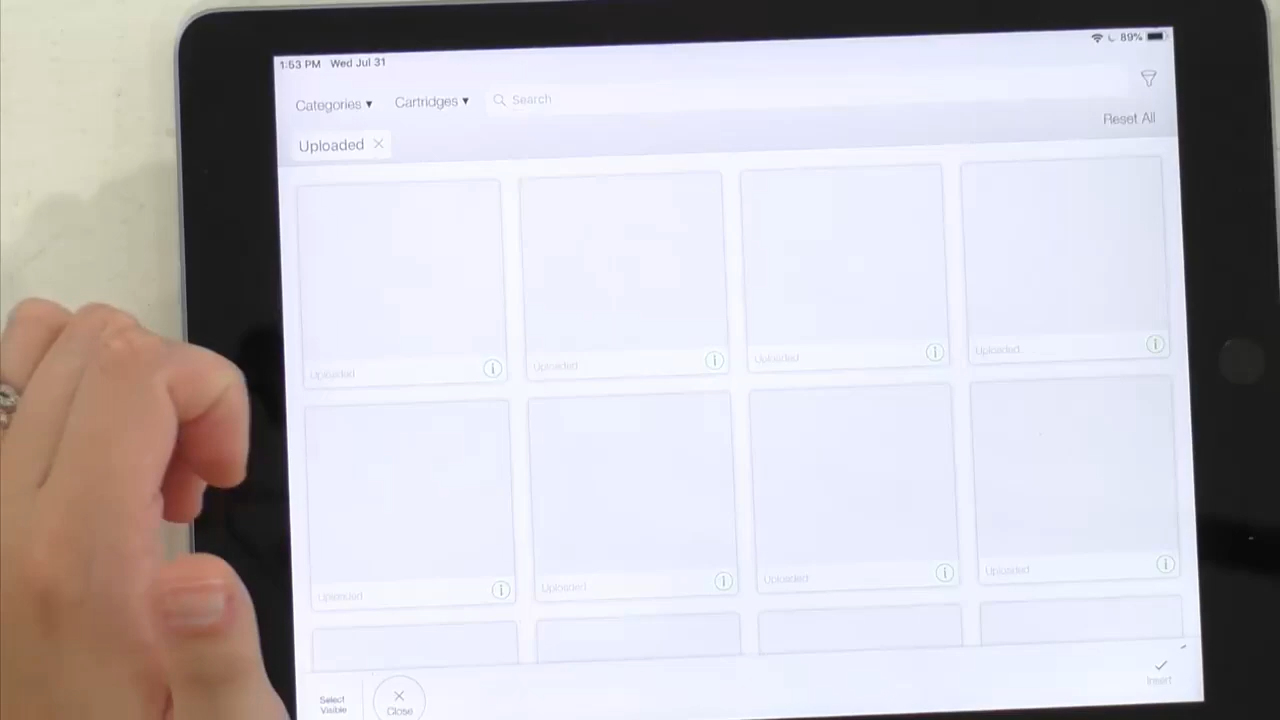 1:53 PM Wed Jul 31
89%
Categories ▾ Cartridges ▾ Search
Reset All
Uploaded ×
Uploaded Uploaded Uploaded Uploaded
Uploaded Uploaded Uploaded Uploaded
Select
Visible
Close
Insert